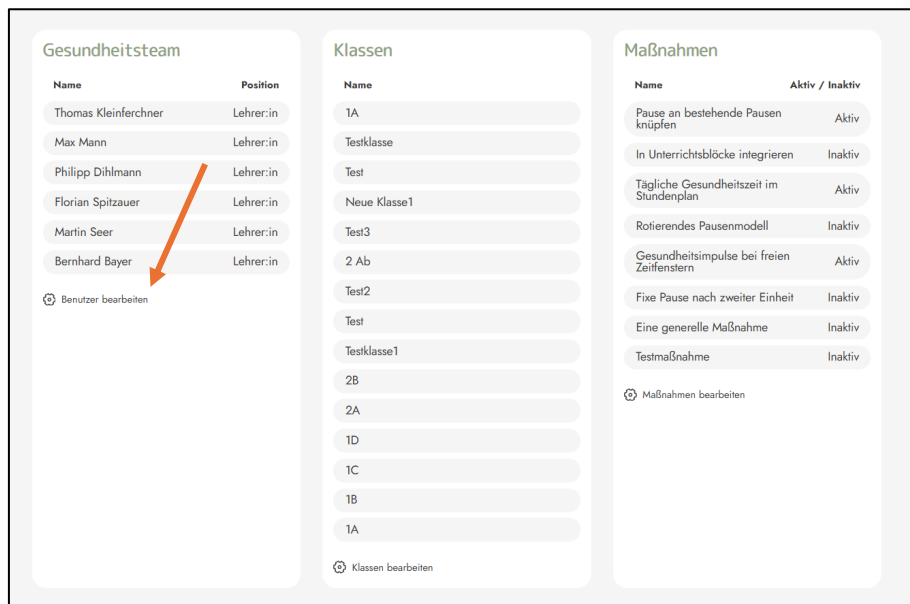 Gesundheitsteam
Name Position
Thomas Kleinferchner Lehrer:in
Max Mann Lehrer:in
Philipp Dihlmann Lehrer:in
Florian Spitzauer Lehrer:in
Martin Seer Lehrer:in
Bernhard Bayer Lehrer:in
Benutzer bearbeiten
Klassen
Name
1A
Testklasse
Test
Neue Klasse1
Test3
2 Ab
Test2
Test
Testklasse1
2B
2A
1D
1C
1B
1A
Klassen bearbeiten
Maßnahmen
Name Aktiv / Inaktiv
Pause an bestehende Pausen
knüpfen Aktiv
In Unterrichtsblöcke integrieren Inaktiv
Tägliche Gesundheitszeit im
Stundenplan Aktiv
Rotierendes Pausenmodell Inaktiv
Gesundheitsimpulse bei freien
Zeitfenstern Aktiv
Fixe Pause nach zweiter Einheit Inaktiv
Eine generelle Maßnahme Inaktiv
Testmaßnahme Inaktiv
Maßnahmen bearbeiten